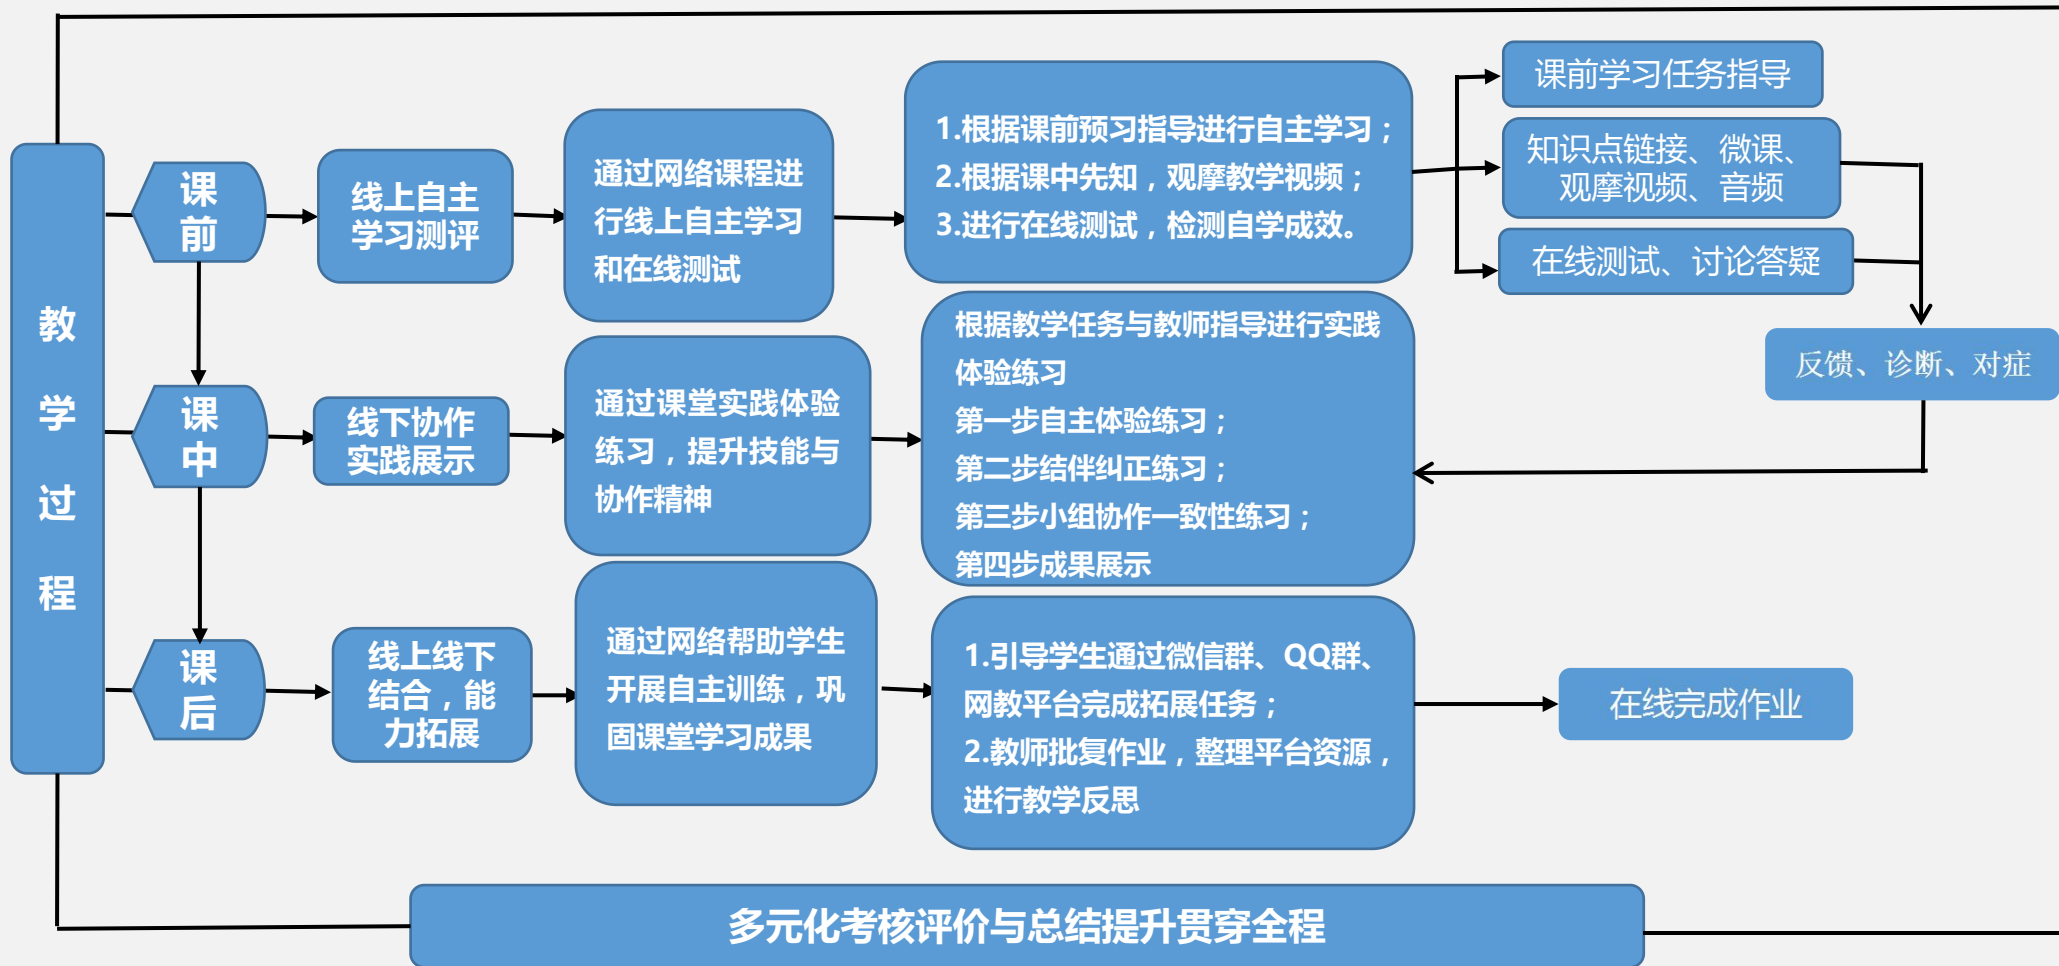 教
学
过
程
课
前
线上自主
学习测评
通过网络课程进
行线上自主学习
和在线测试
1.根据课前预习指导进行自主学习；
2.根据课中先知，观摩教学视频；
3.进行在线测试，检测自学成效。
课前学习任务指导
知识点链接、微课、
观摩视频、音频
在线测试、讨论答疑
反馈、诊断、对症
课
中
线下协作
实践展示
通过课堂实践体验
练习，提升技能与
协作精神
根据教学任务与教师指导进行实践
体验练习
第一步自主体验练习；
第二步结伴纠正练习；
第三步小组协作一致性练习；
第四步成果展示
课
后
线上线下
结合，能
力拓展
通过网络帮助学生
开展自主训练，巩
固课堂学习成果
1.引导学生通过微信群、QQ群、
网教平台完成拓展任务；
2.教师批复作业，整理平台资源，
进行教学反思
在线完成作业
多元化考核评价与总结提升贯穿全程